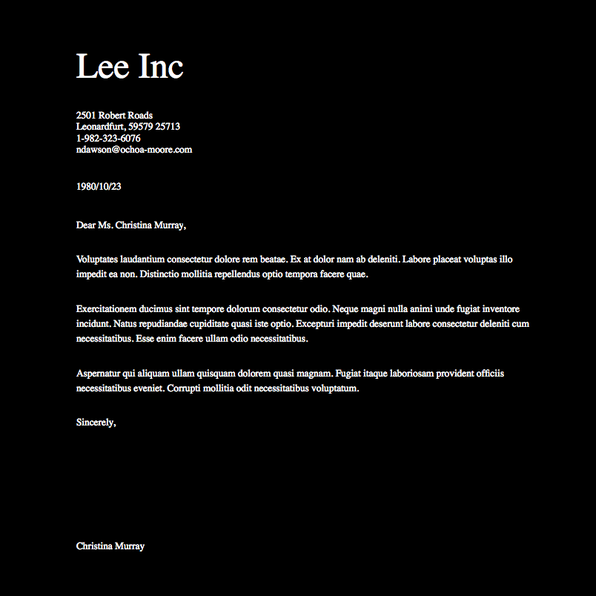 Lee Inc
2501 Robert Roads
Leonardfurt, 59579 25713
1-982-323-6076
ndawson@ochoa-moore.com
1980/10/23
Dear Ms. Christina Murray,
Voluptates laudantium consectetur dolore rem beatae. Ex at dolor nam ab deleniti. Labore placeat voluptas illo
impedit ea non. Distinctio mollitia repellendus optio tempora facere quae.
Exercitationem ducimus sint tempore dolorum consectetur odio. Neque magni nulla animi unde fugiat inventore
incidunt. Natus repudiandae cupiditate quasi iste optio. Excepturi impedit deserunt labore consectetur deleniti cum
necessitatibus. Esse enim facere ullam odio necessitatibus.
Aspernatur qui aliquam ullam quisquam dolorem quasi magnam. Fugiat itaque laboriosam provident officiis
necessitatibus eveniet. Corrupti mollitia odit necessitatibus voluptatum.
Sincerely,
Christina Murray